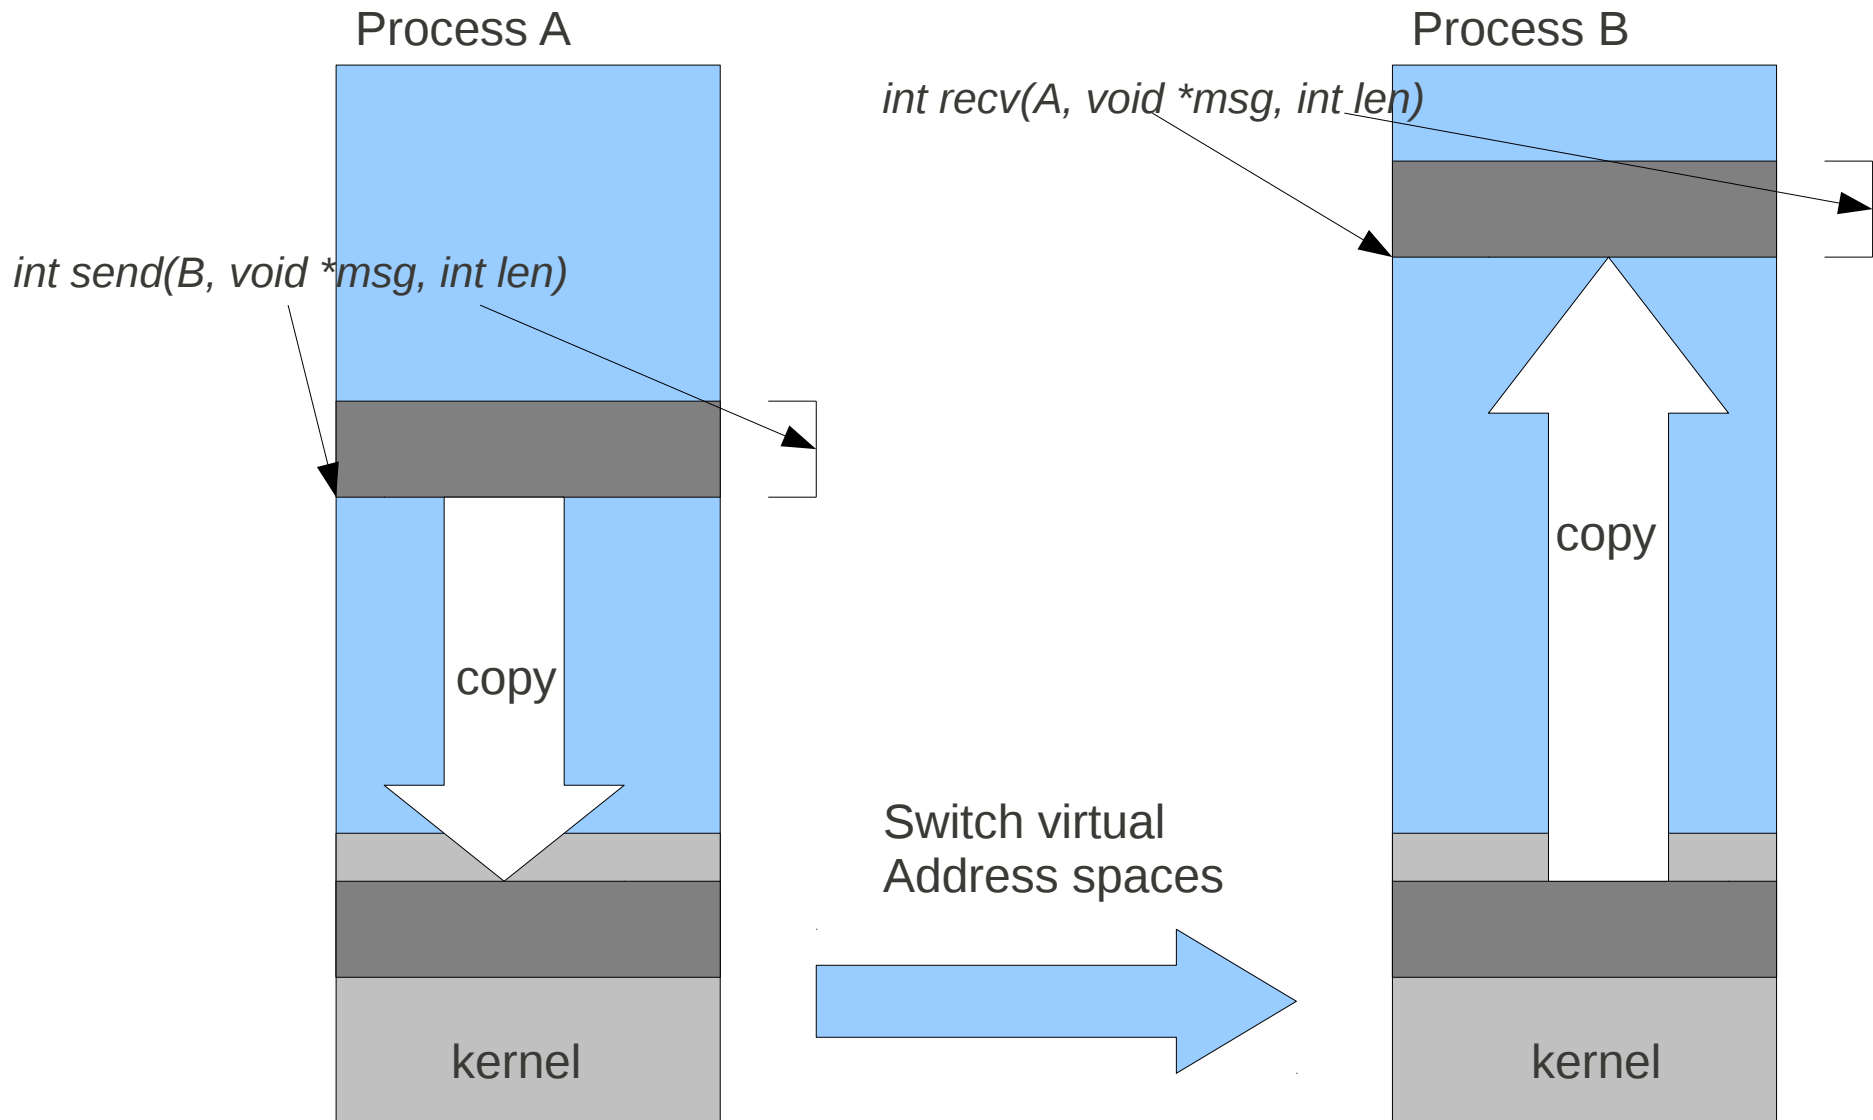 Process A
Process B
int recv(A, void *msg, int len)
int send(B, void *msg, int len)
copy
copy
Switch virtual
Address spaces
kernel
kernel